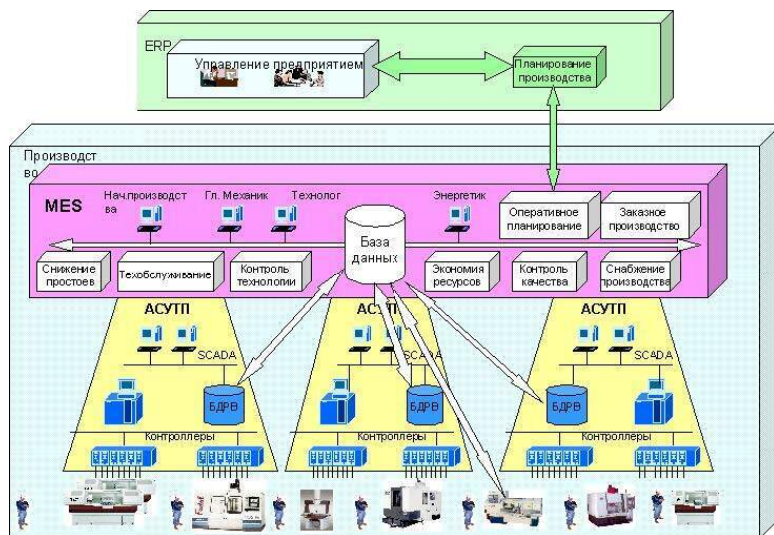 ERP
Управление предприятием
Планирование
производства
Производст
во
MES
Нач.производст
ва
Гл. Механик
Технолог
Энергетик
Оперативное
планирование
Заказное
производство
База
данных
Снижение
простоев
Техобслуживание
Контроль
технологии
Экономия
ресурсов
Контроль
качества
Снабжение
производства
АСУТП
АСУТП
АСУТП
SCADA
SCADA
SCADA
БДРВ
БДРВ
БДРВ
Контроллеры
Контроллеры
Контроллеры